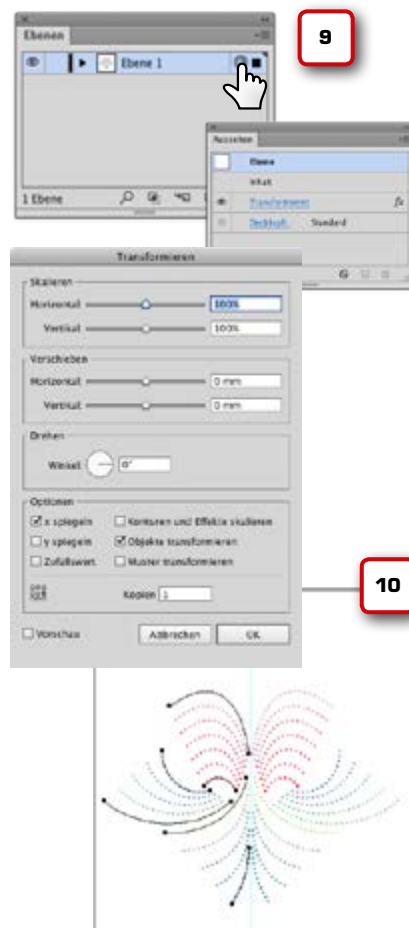 Ebenen
9
Ebene 1
1 Ebene
Aussehen
Ebene
Inhalt
Transformieren fx
Deckkraft: Standard
Transformieren
Skalieren
Horizontal 100%
Vertikal 100%
Verschieben
Horizontal 0 mm
Vertikal 0 mm
Drehen
Winkel 0°
Optionen
x spiegeln Konturen und Effekte skalieren
y spiegeln Objekte transformieren
Zufallswert Muster transformieren
Kopien 1
10
Vorschau Abbrechen OK